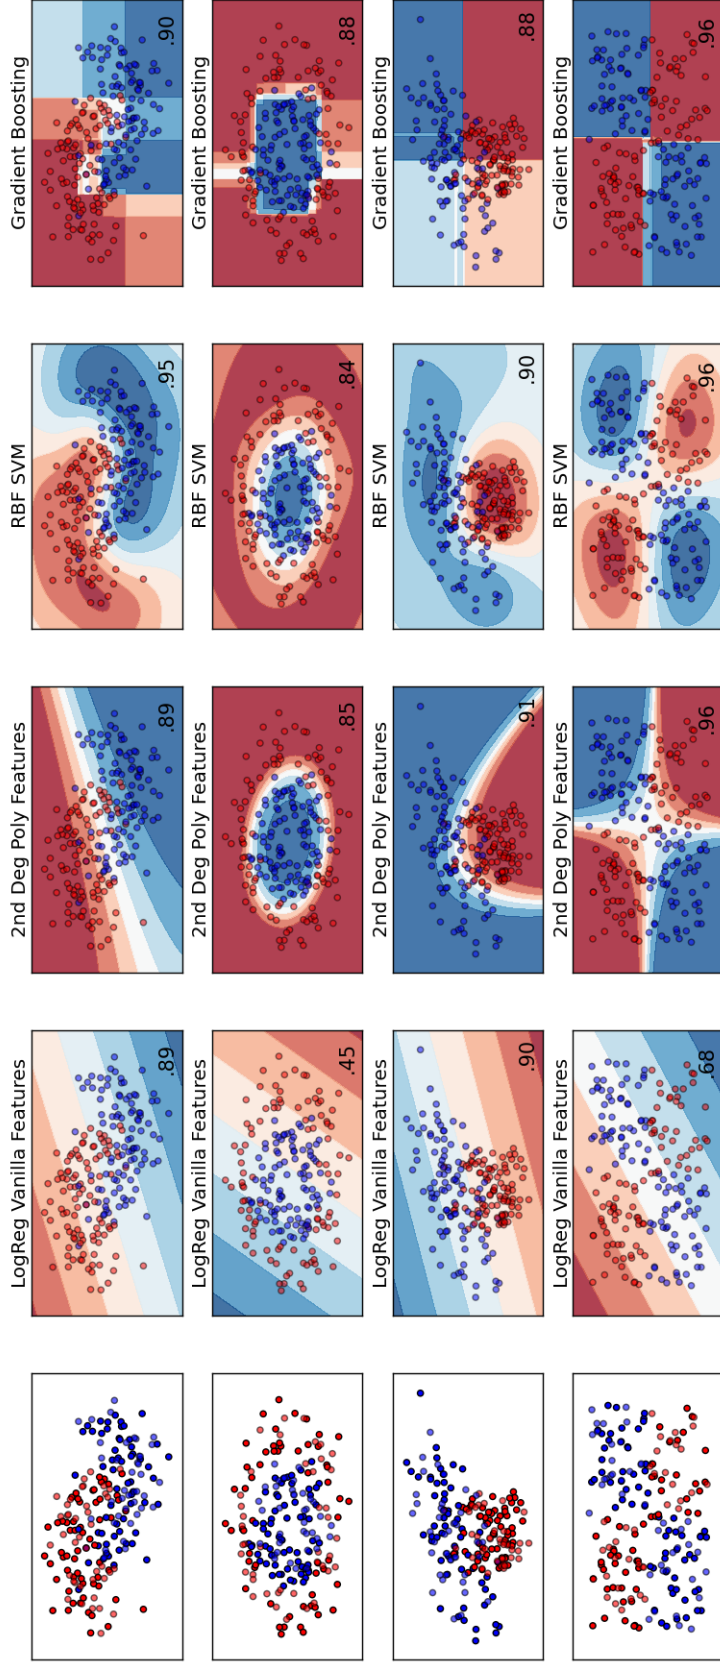 LogReg Vanilla Features
2nd Deg Poly Features
RBF SVM
Gradient Boosting
.89
.89
.95
.90
LogReg Vanilla Features
2nd Deg Poly Features
RBF SVM
Gradient Boosting
.45
.85
.84
.88
LogReg Vanilla Features
2nd Deg Poly Features
RBF SVM
Gradient Boosting
.90
.91
.90
.88
LogReg Vanilla Features
2nd Deg Poly Features
RBF SVM
Gradient Boosting
.68
.96
.96
.96